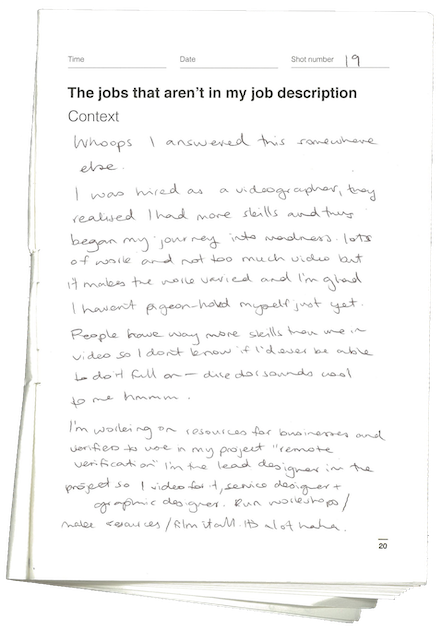 Time Date Shot number 19
The jobs that aren't in my job description
Context
Whoops I answered this somewhere
else.
I was hired as a videographer, they
realised I had more skills and thus
began my journey into madness. lots
of work and not too much video but
it makes the work varied and I'm glad
I haven't pigeon-hold myself just yet.
People have way more skills than me in
video so I don't know if I'd ever be able
to do it full on — disc doc sounds cool
to me hmmm.
I'm working on resources for businesses and
verifiers to use in my project "remote
verification" I'm the lead designer in the
project so I video for it, service designer +
graphic designer. Run workshops/
make resources/film it all. It's a lot haha.
20